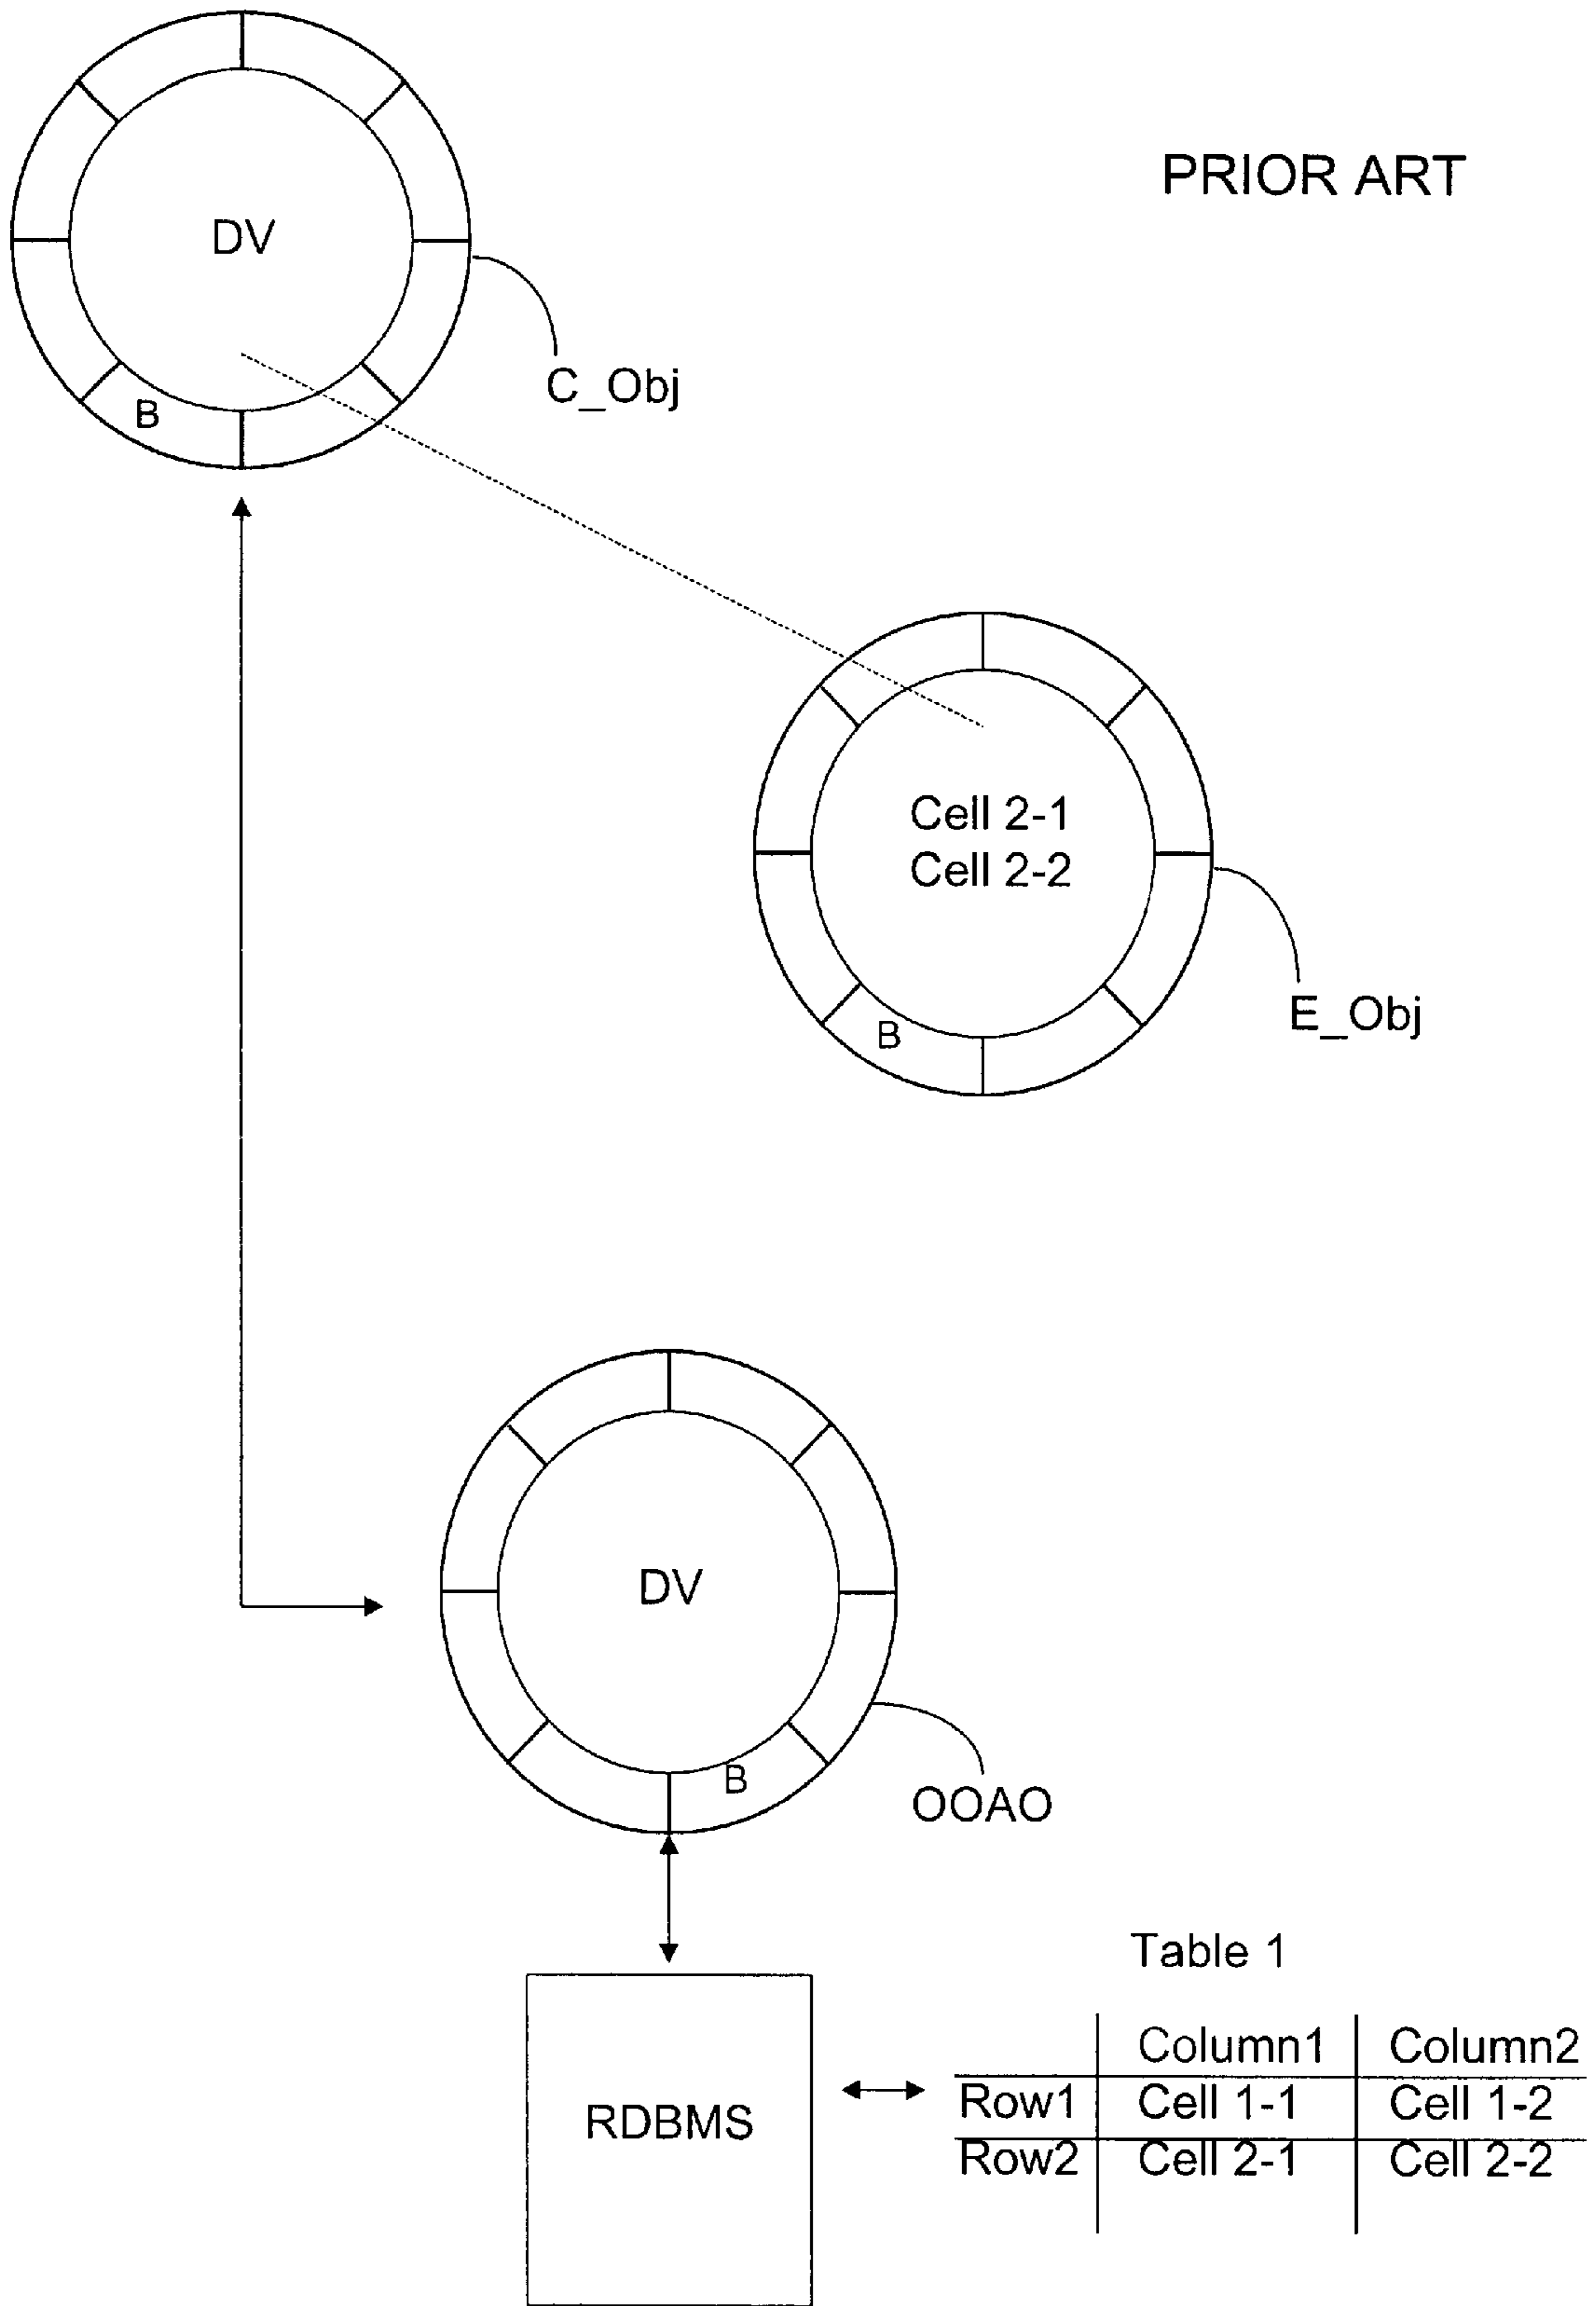 PRIOR ART
DV
C_Obj
B
Cell 2-1
Cell 2-2
E_Obj
B
DV
B
OOAO
Table 1
Column1 Column2
Row1 Cell 1-1 Cell 1-2
Row2 Cell 2-1 Cell 2-2
RDBMS